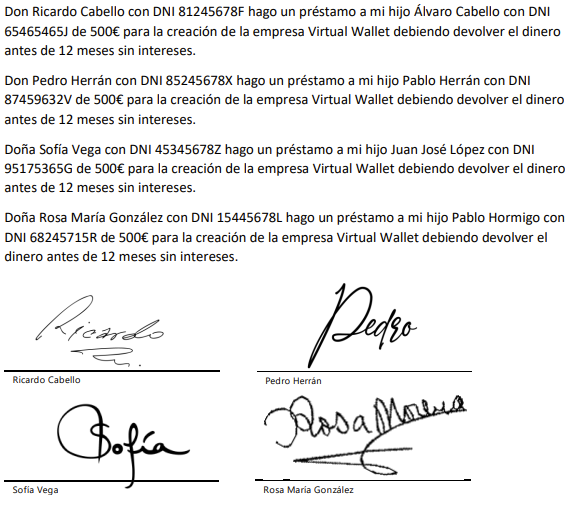 Don Ricardo Cabello con DNI 81245678F hago un préstamo a mi hijo Álvaro Cabello con DNI
65465465J de 500€ para la creación de la empresa Virtual Wallet debiendo devolver el dinero
antes de 12 meses sin intereses.
Don Pedro Herrán con DNI 85245678X hago un préstamo a mi hijo Pablo Herrán con DNI
87459632V de 500€ para la creación de la empresa Virtual Wallet debiendo devolver el dinero
antes de 12 meses sin intereses.
Doña Sofía Vega con DNI 45345678Z hago un préstamo a mi hijo Juan José López con DNI
95175365G de 500€ para la creación de la empresa Virtual Wallet debiendo devolver el dinero
antes de 12 meses sin intereses.
Doña Rosa María González con DNI 15445678L hago un préstamo a mi hijo Pablo Hormigo con
DNI 68245715R de 500€ para la creación de la empresa Virtual Wallet debiendo devolver el
dinero antes de 12 meses sin intereses.
Ricardo
Pedro
Ricardo Cabello
Pedro Herrán
Sofía
Rosa Moreno
Sofía Vega
Rosa María González